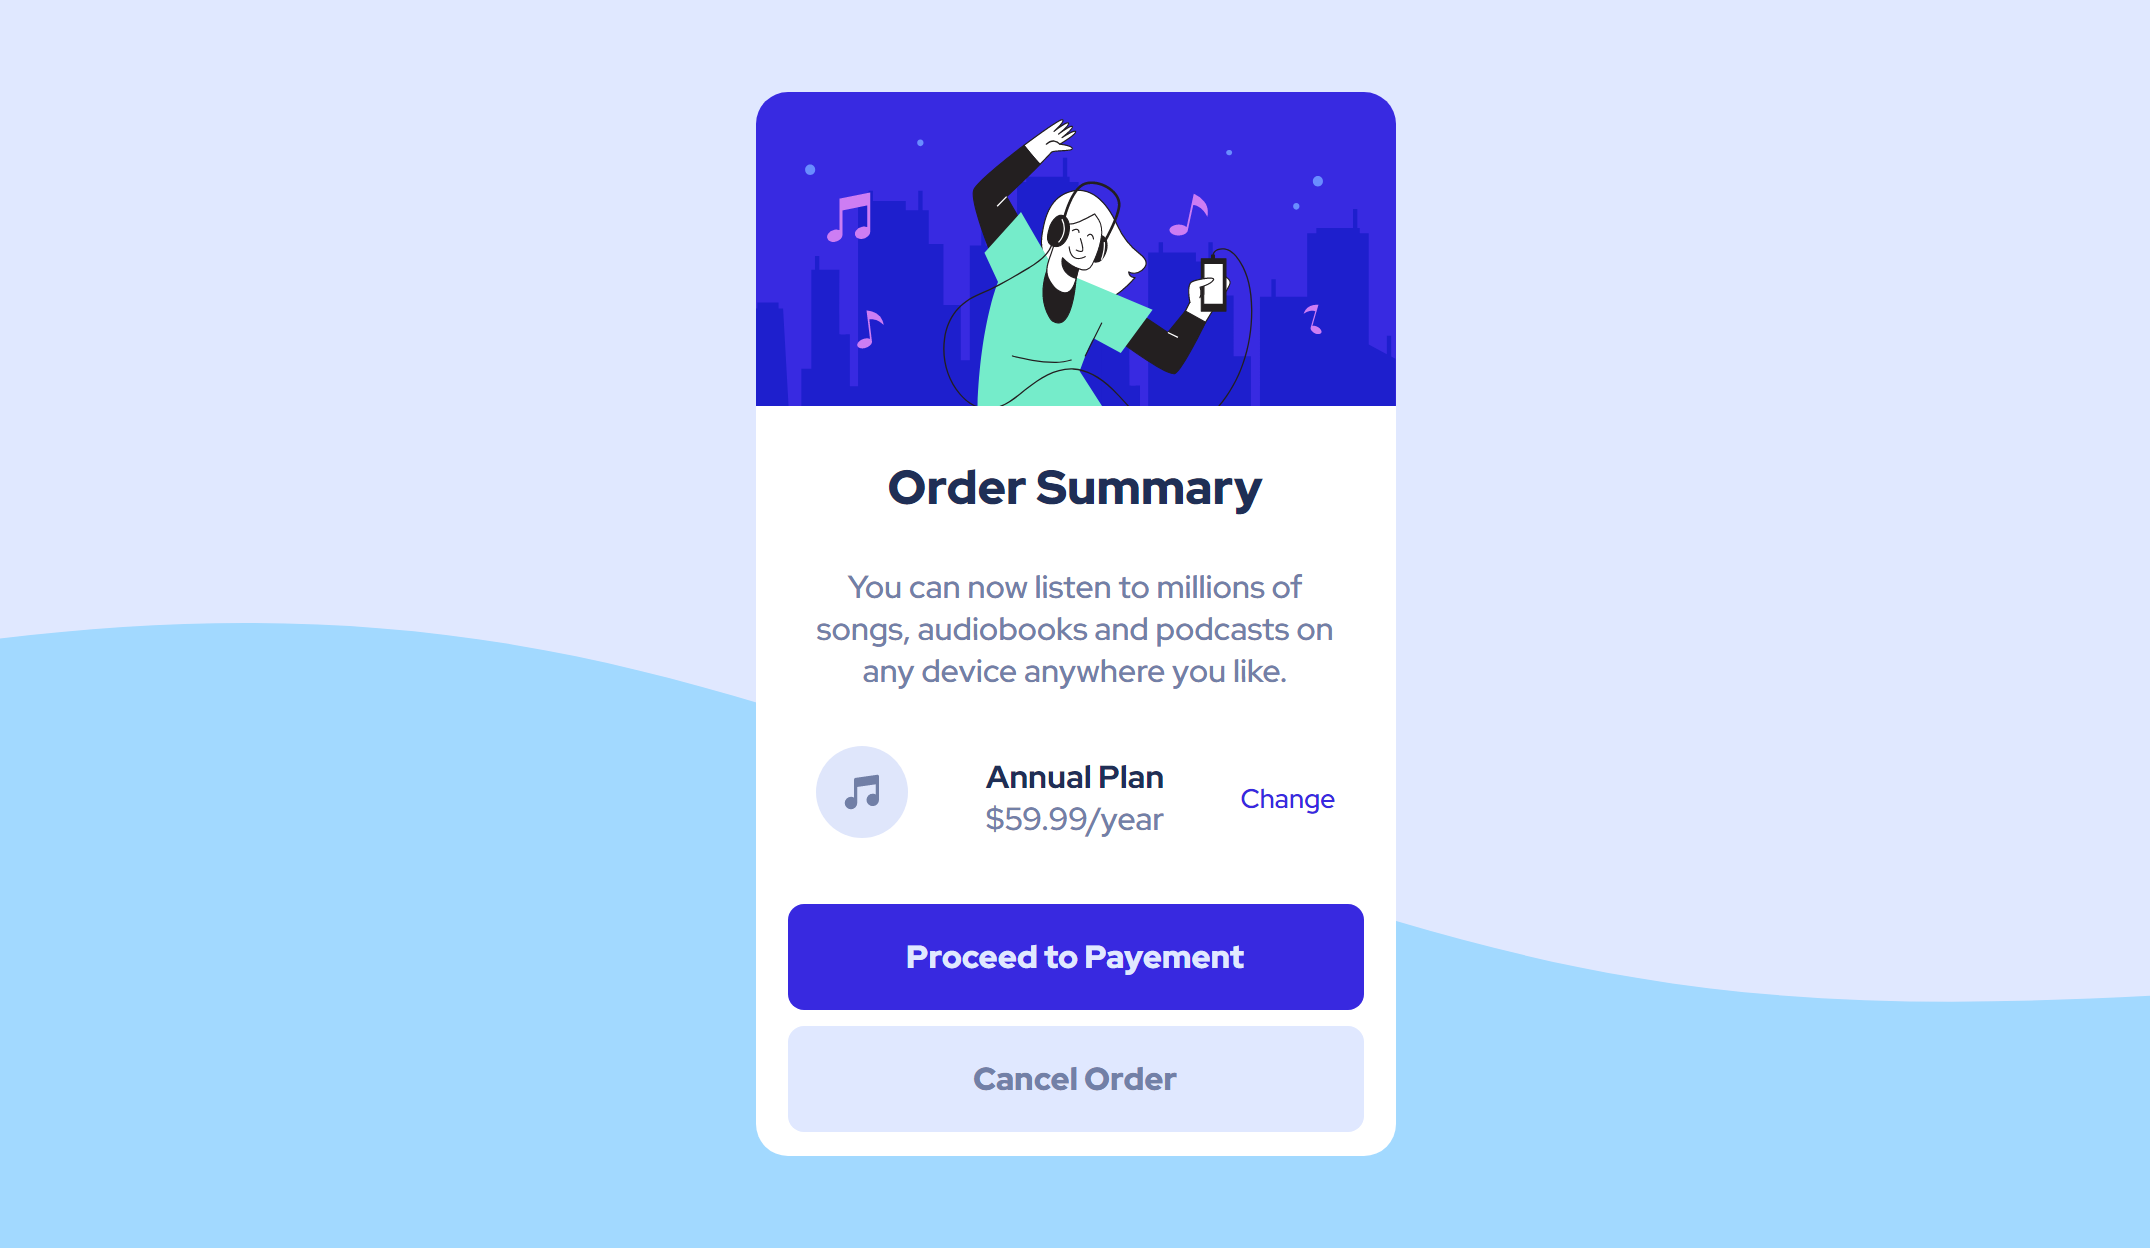 Order Summary
You can now listen to millions of
songs, audiobooks and podcasts on
any device anywhere you like.
Annual Plan
$59.99/year
Change
Proceed to Payement
Cancel Order